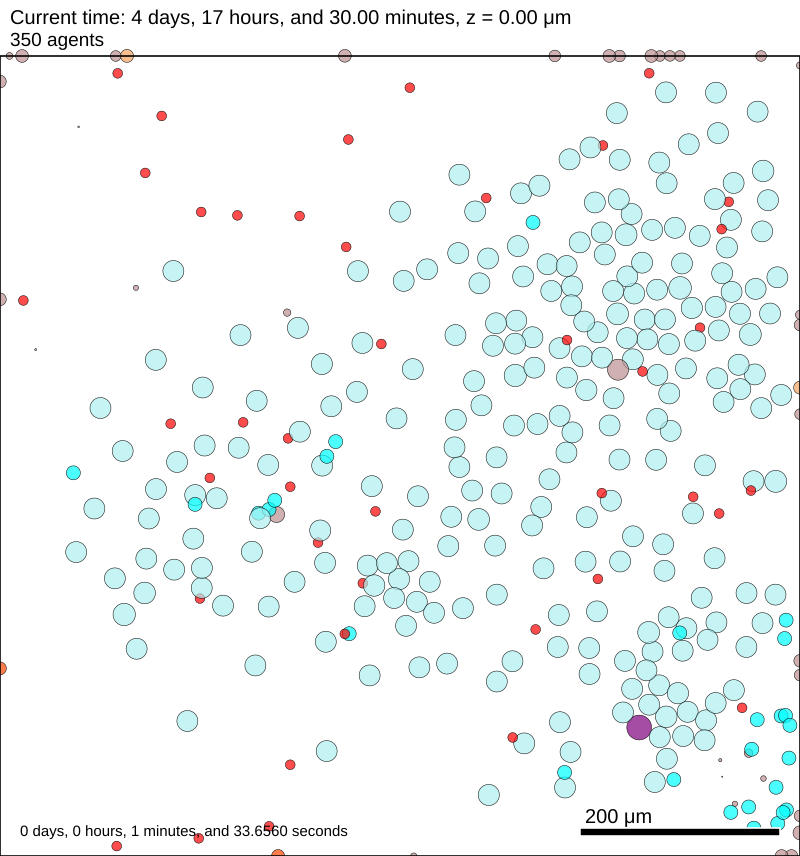 Current time: 4 days, 17 hours, and 30.00 minutes, z = 0.00 μm
350 agents
200 μm
0 days, 0 hours, 1 minutes, and 33.6560 seconds